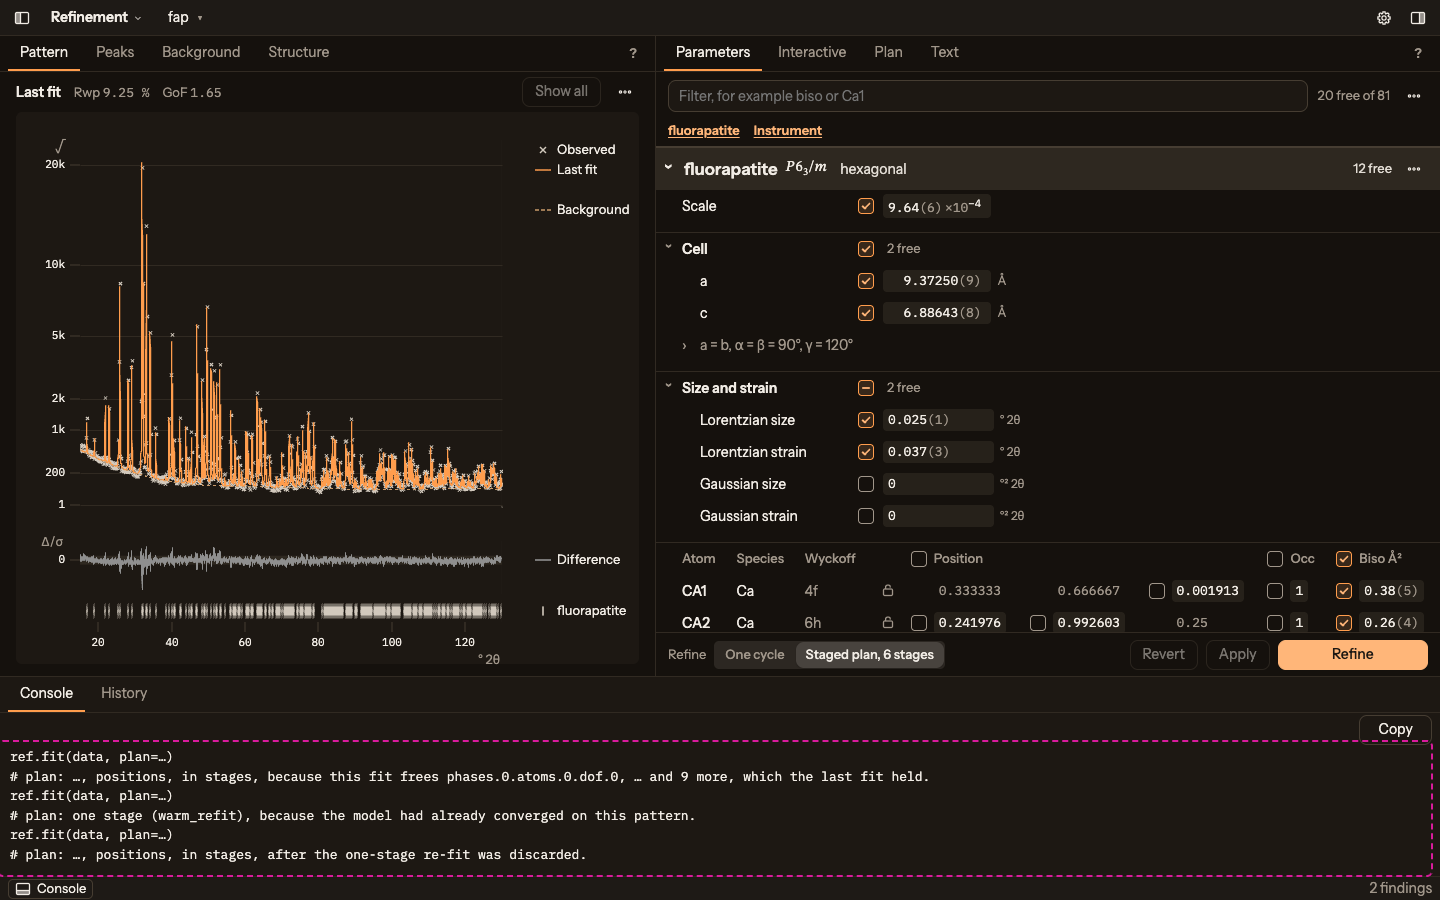 Refinement
fap
Pattern Peaks Background Structure ?
Parameters Interactive Plan Text ?
Last fit Rwp 9.25 % GoF 1.65 Show all
Filter, for example biso or Ca1
20 free of 81
fluorapatite Instrument
√
20k
10k
5k
2k
1k
200
1
Δ/σ
0
20 40 60 80 100 120
° 2θ
Observed
Last fit
Background
Difference
fluorapatite
fluorapatite P6₃/m hexagonal 12 free
Scale 9.64(6) ×10⁻⁴
Cell 2 free
a 9.37250(9) Å
c 6.88643(8) Å
a = b, α = β = 90°, γ = 120°
Size and strain 2 free
Lorentzian size 0.025(1) ° 2θ
Lorentzian strain 0.037(3) ° 2θ
Gaussian size 0 °² 2θ
Gaussian strain 0 °² 2θ
Atom Species Wyckoff Position Occ Biso Å²
CA1 Ca 4f 0.333333 0.666667 0.001913 1 0.38(5)
CA2 Ca 6h 0.241976 0.992603 0.25 1 0.26(4)
Refine One cycle Staged plan, 6 stages Revert Apply Refine
Console History
Copy
ref.fit(data, plan=…)
# plan: …, positions, in stages, because this fit frees phases.0.atoms.0.dof.0, … and 9 more, which the last fit held.
ref.fit(data, plan=…)
# plan: one stage (warm_refit), because the model had already converged on this pattern.
ref.fit(data, plan=…)
# plan: …, positions, in stages, after the one-stage re-fit was discarded.
Console
2 findings